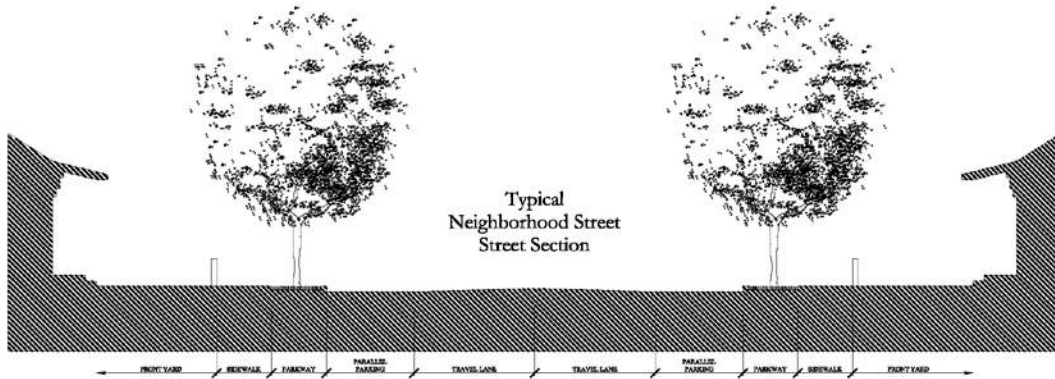 Typical
Neighborhood Street
Street Section
FRONT YARD
SIDEWALK
PARKWAY
PARALLEL
PARKING
TRAVEL LANE
TRAVEL LANE
PARALLEL
PARKING
PARKWAY
SIDEWALK
FRONT YARD